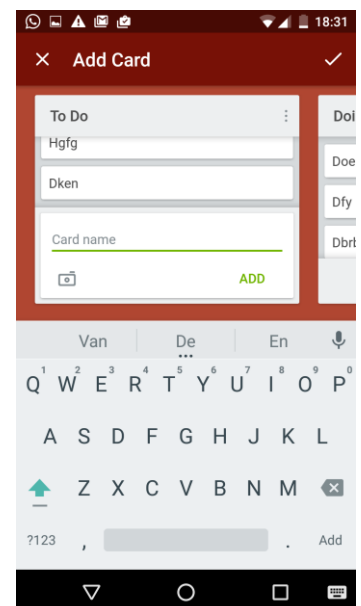 18:31
Add Card
To Do
Doi
Hgfg
Doe
Dken
Dfy
Card name
Dbrb
ADD
Van De En
1 2 3 4 5 6 7 8 9 0
Q W E R T Y U I O P
A S D F G H J K L
Z X C V B N M
?123 , . Add